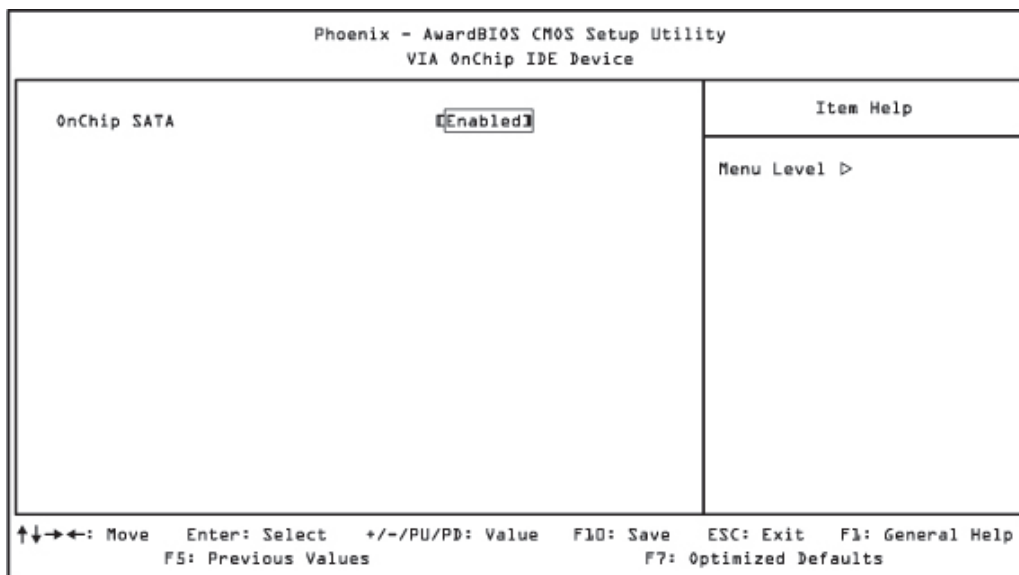 Phoenix - AwardBIOS CMOS Setup Utility
VIA OnChip IDE Device
OnChip SATA [Enabled]
Item Help
Menu Level ▷
↑↓→←: Move Enter: Select +/-/PU/PD: Value F10: Save ESC: Exit F1: General Help
F5: Previous Values F7: Optimized Defaults